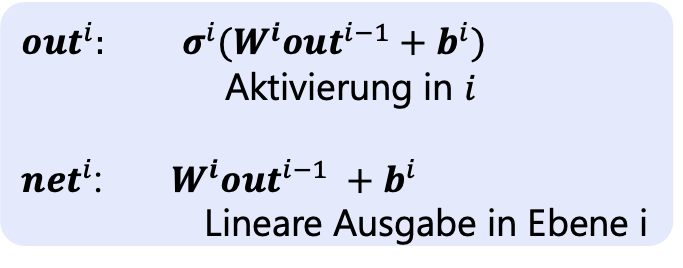 outⁱ: σⁱ(Wⁱoutⁱ⁻¹ + bⁱ)
Aktivierung in i
netⁱ: Wⁱoutⁱ⁻¹ + bⁱ
Lineare Ausgabe in Ebene i